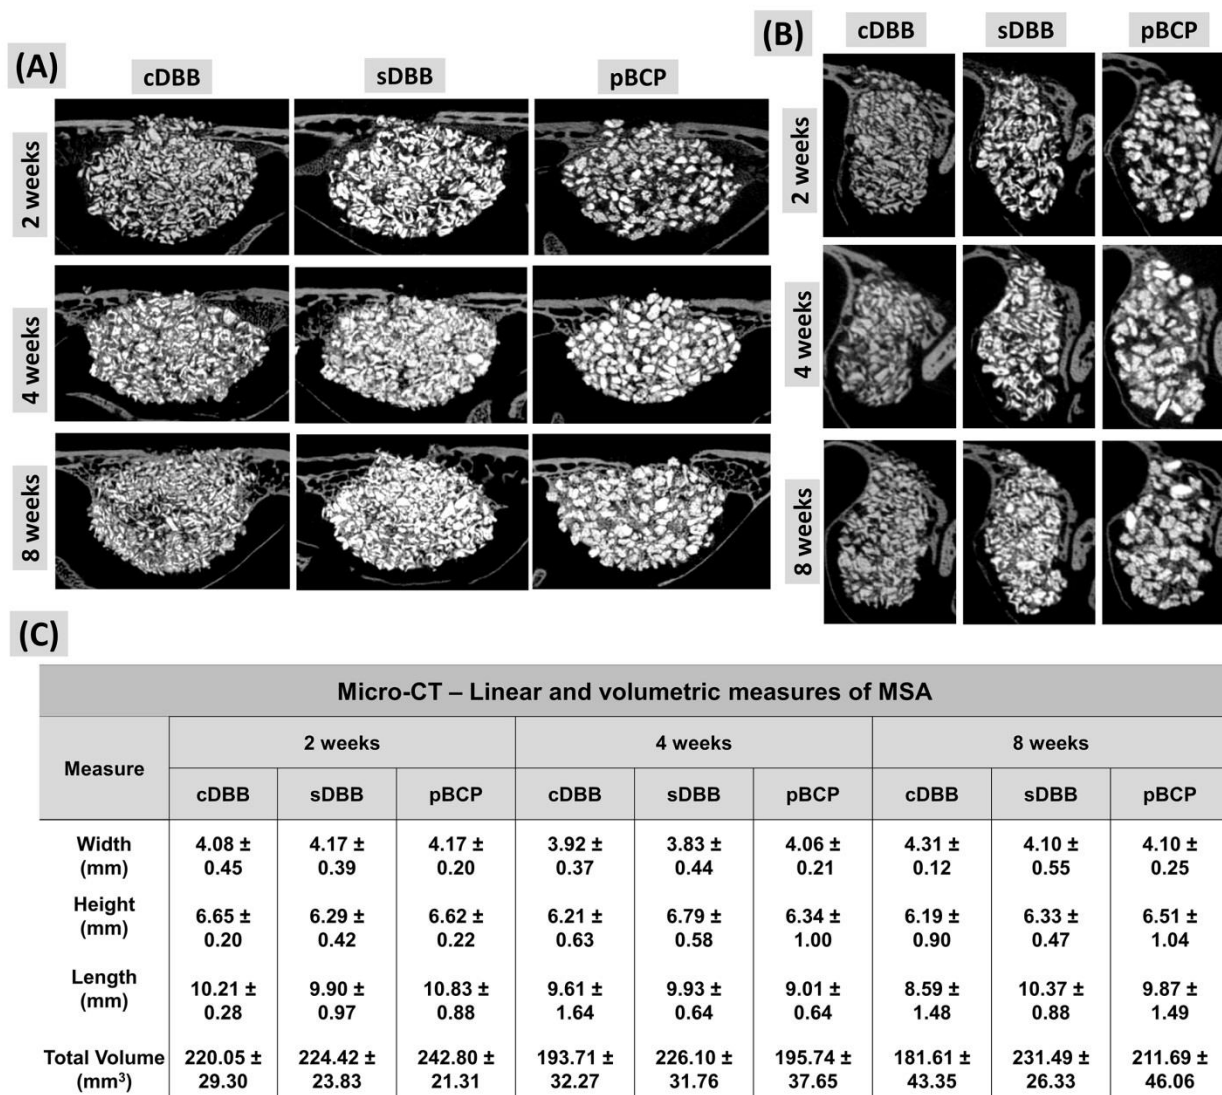 (A)
cDBB
sDBB
pBCP
2 weeks
4 weeks
8 weeks
(B)
cDBB
sDBB
pBCP
2 weeks
4 weeks
8 weeks
(C)
Micro-CT – Linear and volumetric measures of MSA
Measure
2 weeks
4 weeks
8 weeks
cDBB sDBB pBCP cDBB sDBB pBCP cDBB sDBB pBCP
Width 4.08 ± 4.17 ± 4.17 ± 3.92 ± 3.83 ± 4.06 ± 4.31 ± 4.10 ± 4.10 ±
(mm) 0.45 0.39 0.20 0.37 0.44 0.21 0.12 0.55 0.25
Height 6.65 ± 6.29 ± 6.62 ± 6.21 ± 6.79 ± 6.34 ± 6.19 ± 6.33 ± 6.51 ±
(mm) 0.20 0.42 0.22 0.63 0.58 1.00 0.90 0.47 1.04
Length 10.21 ± 9.90 ± 10.83 ± 9.61 ± 9.93 ± 9.01 ± 8.59 ± 10.37 ± 9.87 ±
(mm) 0.28 0.97 0.88 1.64 0.64 0.64 1.48 0.88 1.49
Total Volume 220.05 ± 224.42 ± 242.80 ± 193.71 ± 226.10 ± 195.74 ± 181.61 ± 231.49 ± 211.69 ±
(mm³) 29.30 23.83 21.31 32.27 31.76 37.65 43.35 26.33 46.06